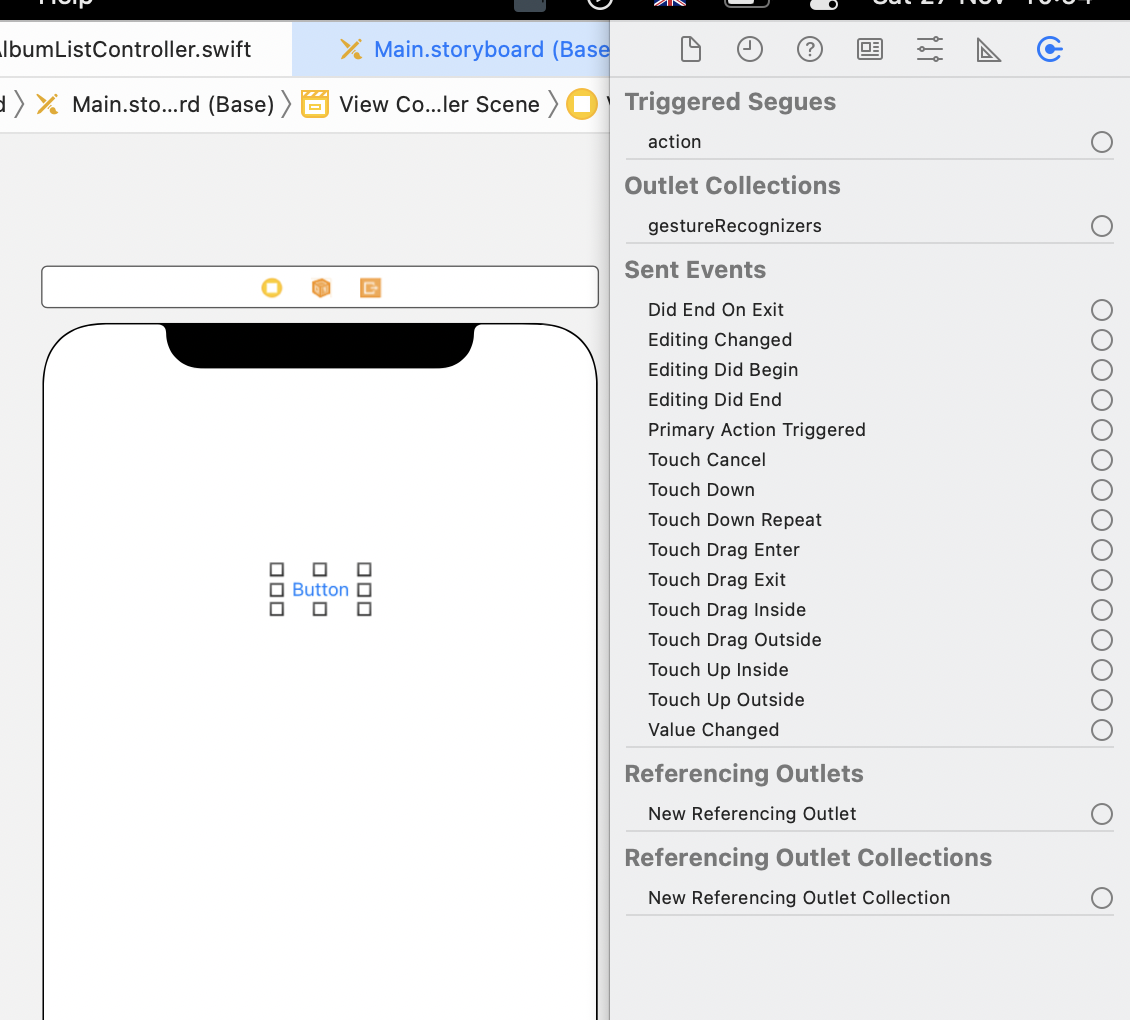 Help
Sat 27 Nov
AlbumListController.swift
Main.storyboard (Base
Main.sto...rd (Base)
View Co...ler Scene
Triggered Segues
action
Outlet Collections
gestureRecognizers
Sent Events
Did End On Exit
Editing Changed
Editing Did Begin
Editing Did End
Primary Action Triggered
Touch Cancel
Touch Down
Touch Down Repeat
Touch Drag Enter
Touch Drag Exit
Touch Drag Inside
Touch Drag Outside
Touch Up Inside
Touch Up Outside
Value Changed
Referencing Outlets
New Referencing Outlet
Referencing Outlet Collections
New Referencing Outlet Collection
Button